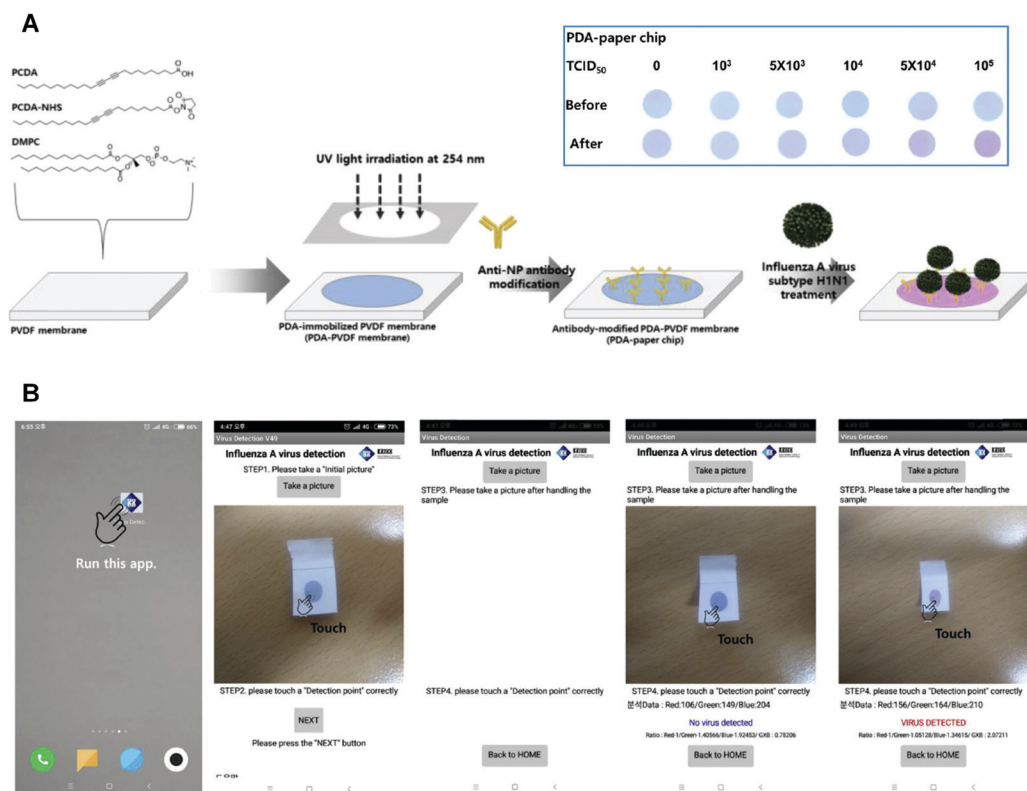 A
PCDA
OH
PCDA-NHS
DMPC
PVDF membrane
UV light irradiation at 254 nm
PDA-immobilized PVDF membrane
(PDA-PVDF membrane)
Anti-NP antibody
modification
Antibody-modified PDA-PVDF membrane
(PDA-paper chip)
Influenza A virus
subtype H1N1
treatment
PDA-paper chip
TCID50 0 10³ 5X10³ 10⁴ 5X10⁴ 10⁵
Before
After
B
6:55 오후 4G 66%
Run this app.
4:47 오후 4G 73%
Virus Detection V49
Influenza A virus detection
STEP1. Please take a "Initial picture"
Take a picture
Touch
STEP2. please touch a "Detection point" correctly
NEXT
Please press the "NEXT" button
Virus Detection
Influenza A virus detection
Take a picture
STEP3. Please take a picture after handling the
sample
STEP4. please touch a "Detection point" correctly
Back to HOME
Virus Detection
Influenza A virus detection
Take a picture
STEP3. Please take a picture after handling the
sample
Touch
STEP4. please touch a "Detection point" correctly
분석Data : Red:106/Green:149/Blue:204
No virus detected
Ratio : Red-1/Green-1.40566/Blue-1.92453/ GXB : 0.78206
Back to HOME
Virus Detection
Influenza A virus detection
Take a picture
STEP3. Please take a picture after handling the
sample
Touch
STEP4. please touch a "Detection point" correctly
분석Data : Red:156/Green:164/Blue:210
VIRUS DETECTED
Ratio : Red-1/Green-1.05128/Blue-1.34615/ GXB : 2.07211
Back to HOME